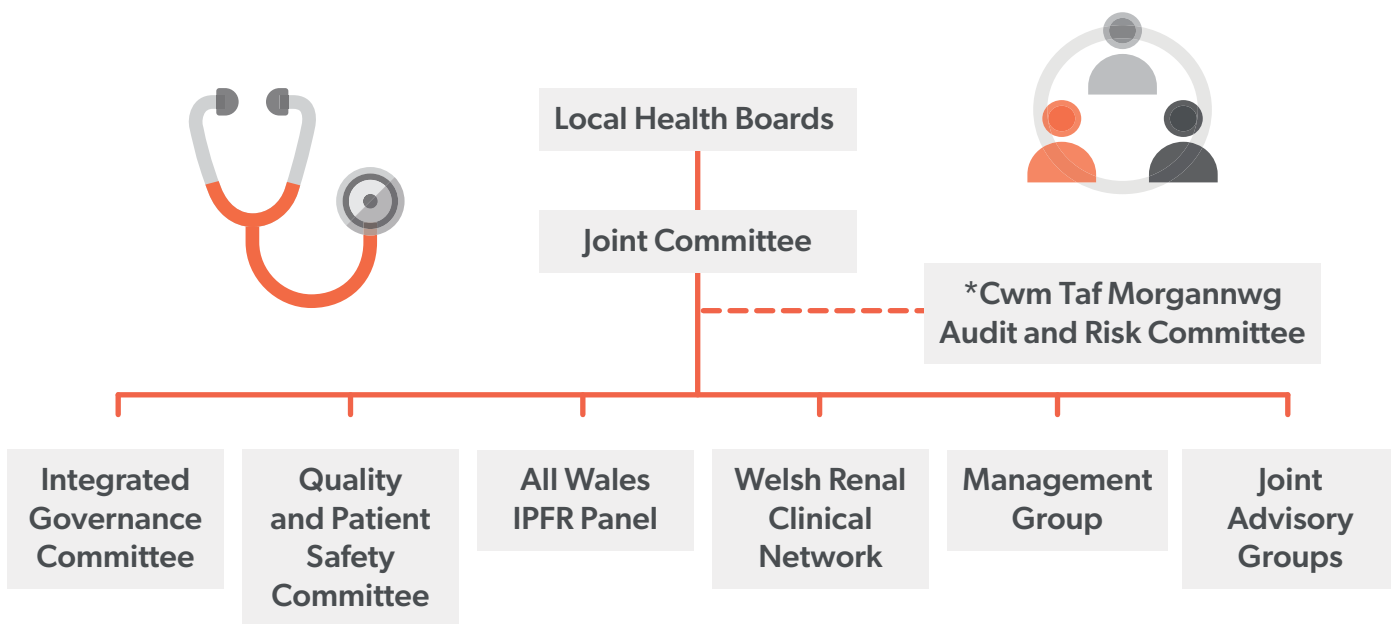 Local Health Boards
Joint Committee
*Cwm Taf Morgannwg
Audit and Risk Committee
Integrated
Governance
Committee
Quality
and Patient
Safety
Committee
All Wales
IPFR Panel
Welsh Renal
Clinical
Network
Management
Group
Joint
Advisory
Groups